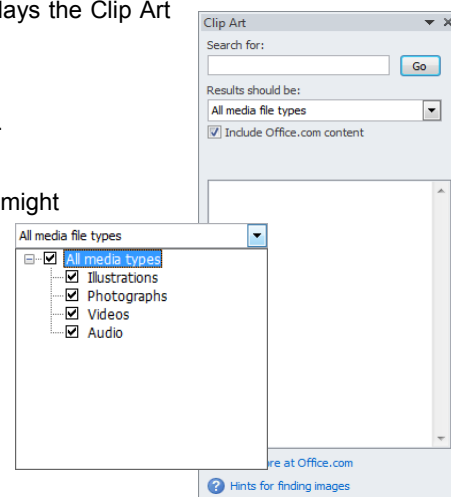 lays the Clip Art
.
might
Clip Art
Search for:
Go
Results should be:
All media file types
Include Office.com content
All media file types
All media types
Illustrations
Photographs
Videos
Audio
re at Office.com
Hints for finding images